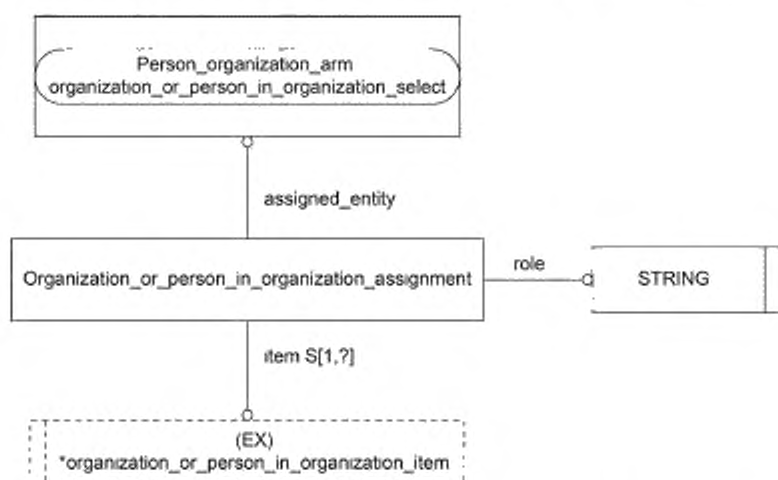 Person_organization_arm
organization_or_person_in_organization_select
assigned_entity
Organization_or_person_in_organization_assignment
role
STRING
item S[1,?]
(EX)
*organization_or_person_in_organization_item